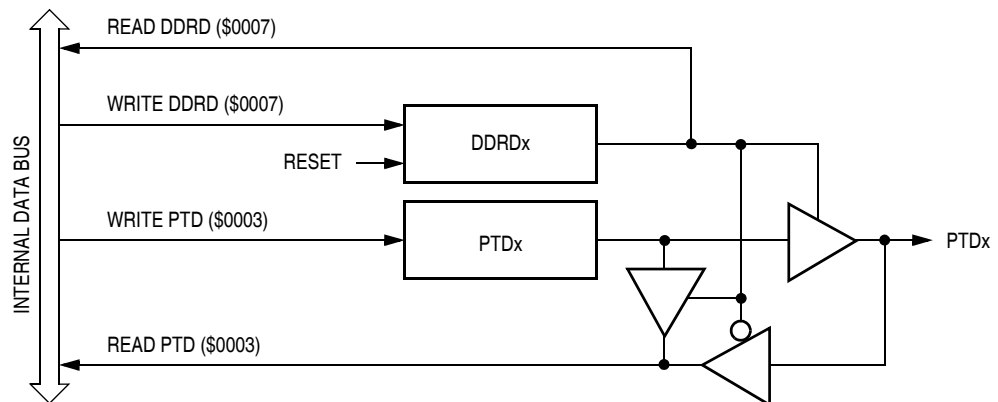 READ DDRD ($0007)
WRITE DDRD ($0007)
DDRDx
RESET
WRITE PTD ($0003)
PTDx
PTDx
READ PTD ($0003)
INTERNAL DATA BUS